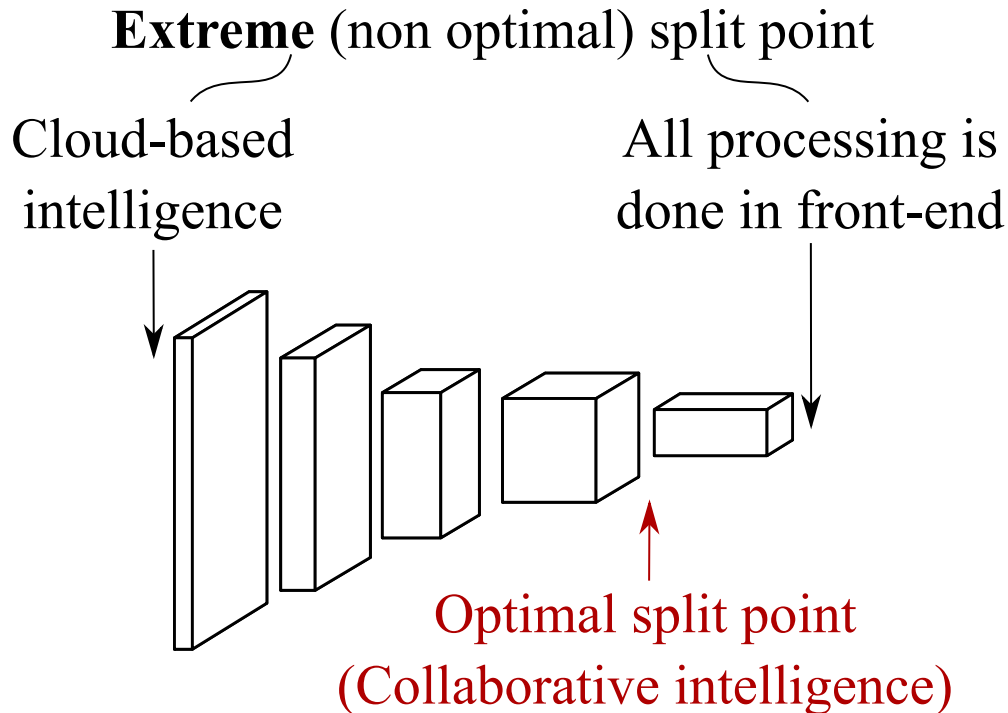 Extreme (non optimal) split point
Cloud-based
intelligence
All processing is
done in front-end
Optimal split point
(Collaborative intelligence)